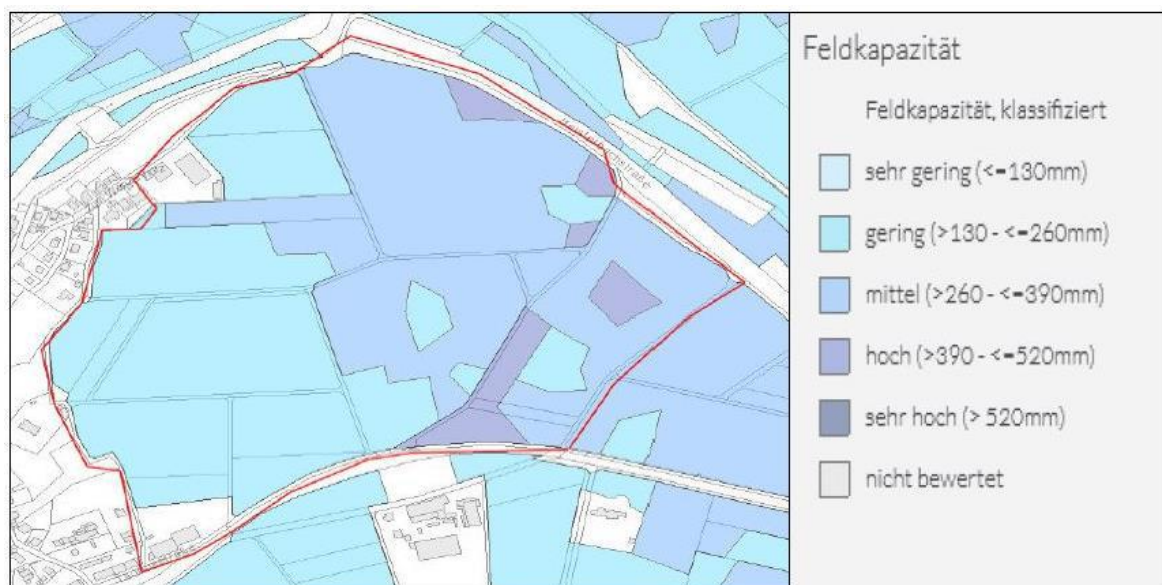 Feldkapazität
Feldkapazität, klassifiziert
sehr gering (<=130mm)
gering (>130 - <=260mm)
mittel (>260 - <=390mm)
hoch (>390 - <=520mm)
sehr hoch (> 520mm)
nicht bewertet